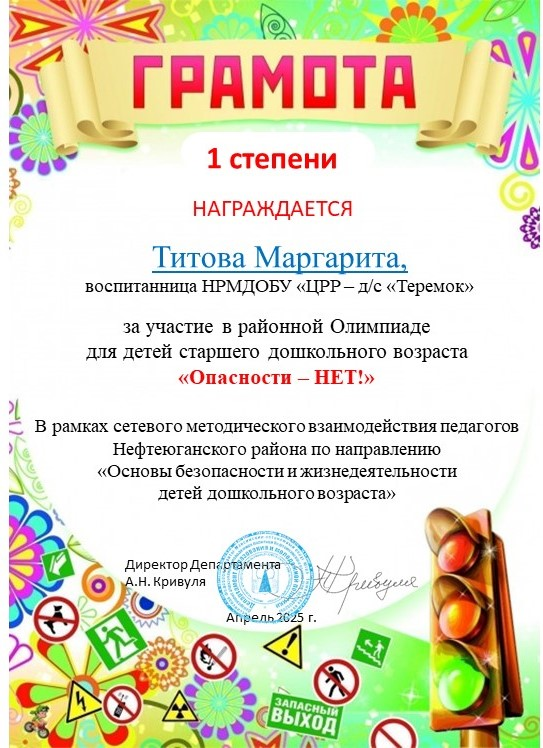 ГРАМОТА
1 степени
НАГРАЖДАЕТСЯ
Титова Маргарита,
воспитанница НРМДОБУ «ЦРР – д/с «Теремок»
за участие в районной Олимпиаде
для детей старшего дошкольного возраста
«Опасности – НЕТ!»
В рамках сетевого методического взаимодействия педагогов
Нефтеюганского района по направлению
«Основы безопасности и жизнедеятельности
детей дошкольного возраста»
Директор Департамента
А.Н. Кривуля
Апрель 2025 г.
ЗАПАСНЫЙ
ВЫХОД